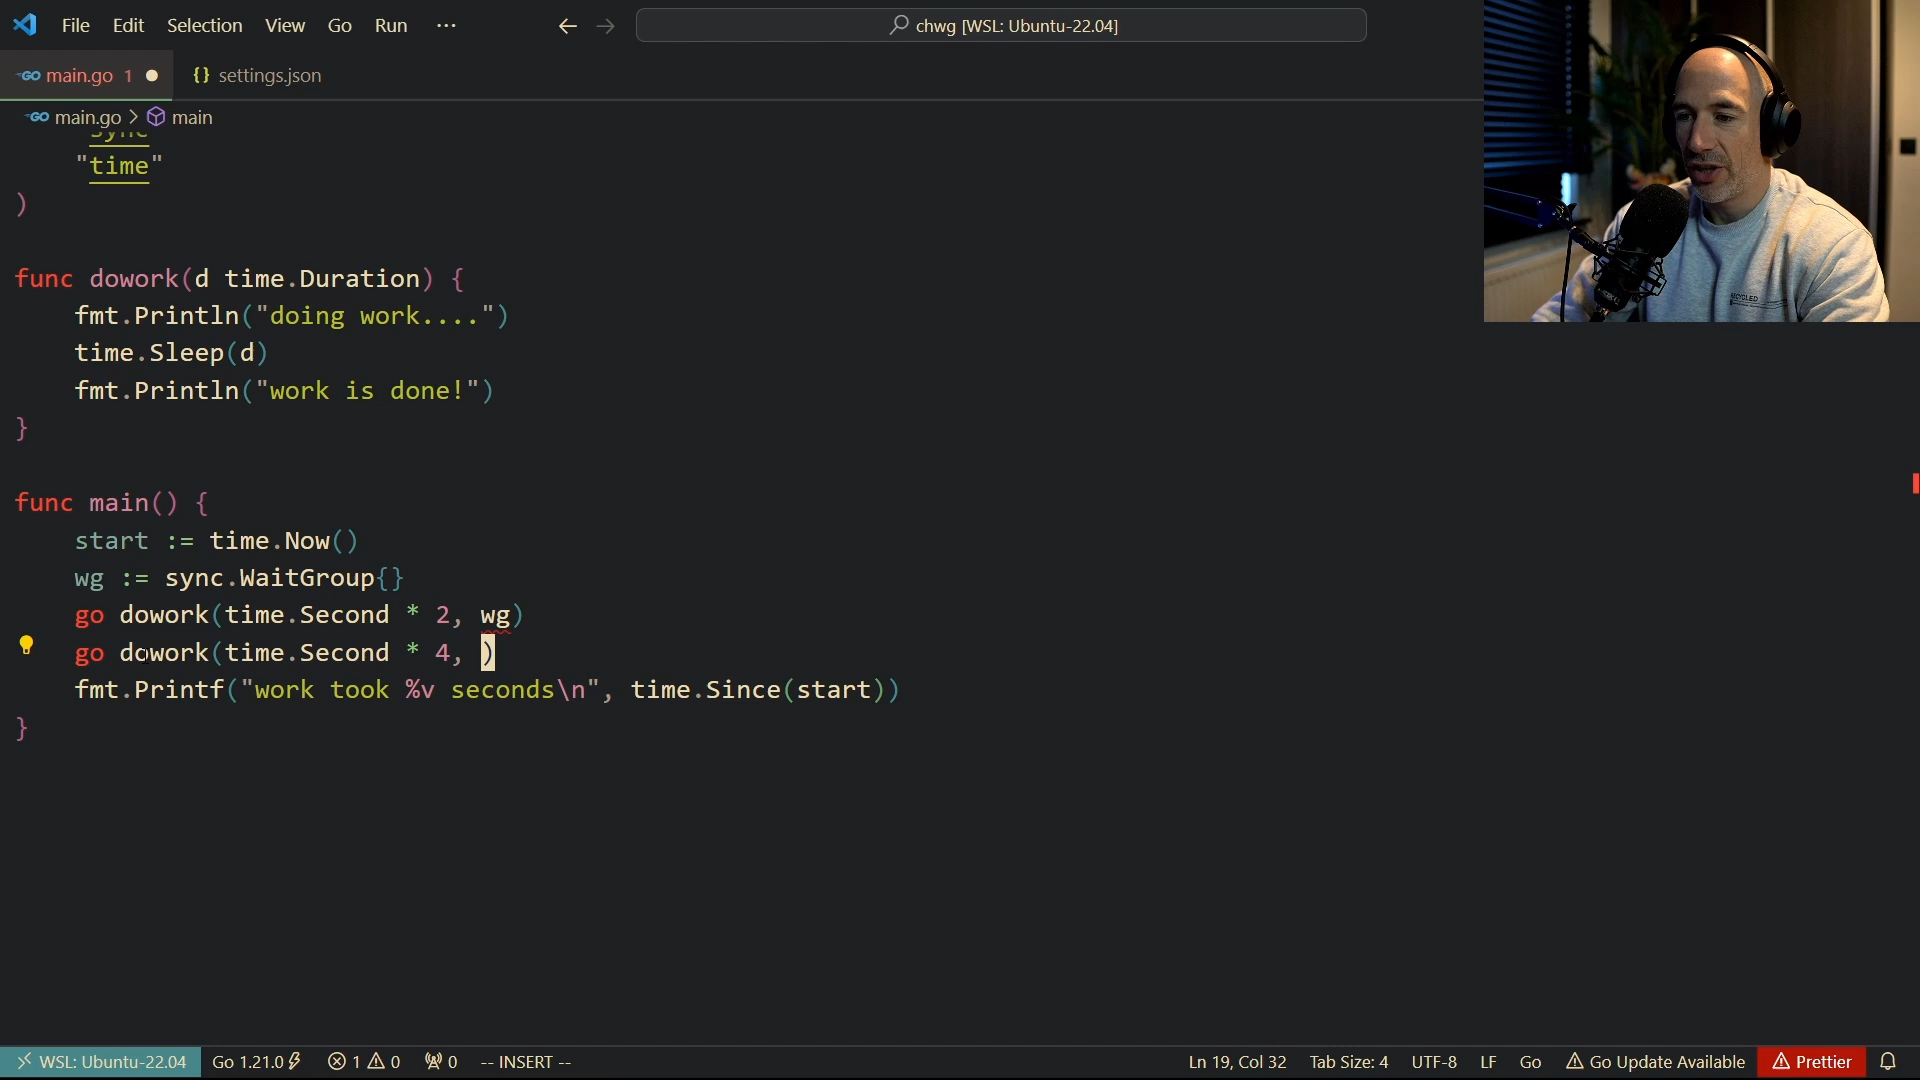 File Edit Selection View Go Run ···
chwg [WSL: Ubuntu-22.04]
GO main.go 1
{} settings.json
GO main.go > main
"sync"
"time"
)
func dowork(d time.Duration) {
fmt.Println("doing work....")
time.Sleep(d)
fmt.Println("work is done!")
}
func main() {
start := time.Now()
wg := sync.WaitGroup{}
go dowork(time.Second * 2, wg)
go dowork(time.Second * 4, )
fmt.Printf("work took %v seconds\n", time.Since(start))
}
RECYCLED
WSL: Ubuntu-22.04 Go 1.21.0 1 0 0 -- INSERT -- Ln 19, Col 32 Tab Size: 4 UTF-8 LF Go Go Update Available Prettier